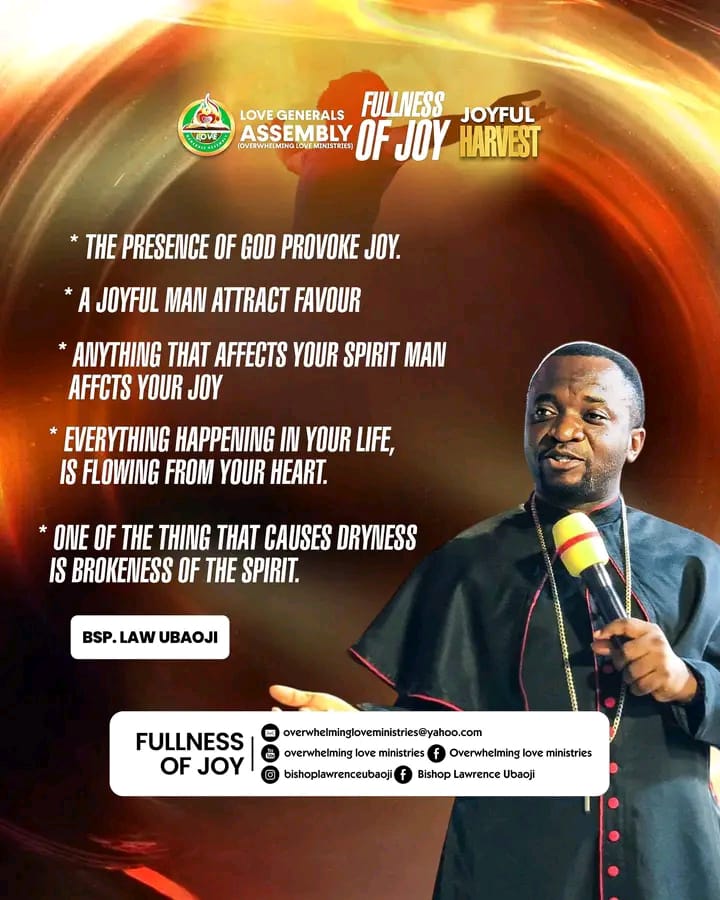 LOVE
LOVE GENERALS
ASSEMBLY
(OVERWHELMING LOVE MINISTRIES)
FULLNESS
OF JOY
JOYFUL
HARVEST
* THE PRESENCE OF GOD PROVOKE JOY.
* A JOYFUL MAN ATTRACT FAVOUR
* ANYTHING THAT AFFECTS YOUR SPIRIT MAN
AFFCTS YOUR JOY
* EVERYTHING HAPPENING IN YOUR LIFE,
IS FLOWING FROM YOUR HEART.
* ONE OF THE THING THAT CAUSES DRYNESS
IS BROKENESS OF THE SPIRIT.
BSP. LAW UBAOJI
FULLNESS
OF JOY
overwhelmingloveministries@yahoo.com
overwhelming love ministries Overwhelming love ministries
bishoplawrenceubaoji Bishop Lawrence Ubaoji